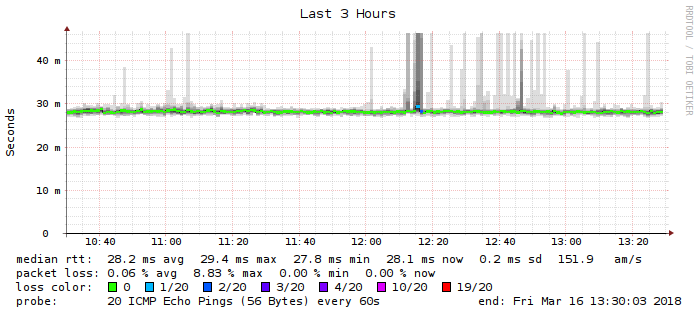 Last 3 Hours
RRDTOOL / TOBI OETIKER
Seconds
40 m
30 m
20 m
10 m
0
10:40 11:00 11:20 11:40 12:00 12:20 12:40 13:00 13:20
median rtt: 28.2 ms avg 29.4 ms max 27.8 ms min 28.1 ms now 0.2 ms sd 151.9 am/s
packet loss: 0.06 % avg 8.83 % max 0.00 % min 0.00 % now
loss color: 0 1/20 2/20 3/20 4/20 10/20 19/20
probe: 20 ICMP Echo Pings (56 Bytes) every 60s end: Fri Mar 16 13:30:03 2018